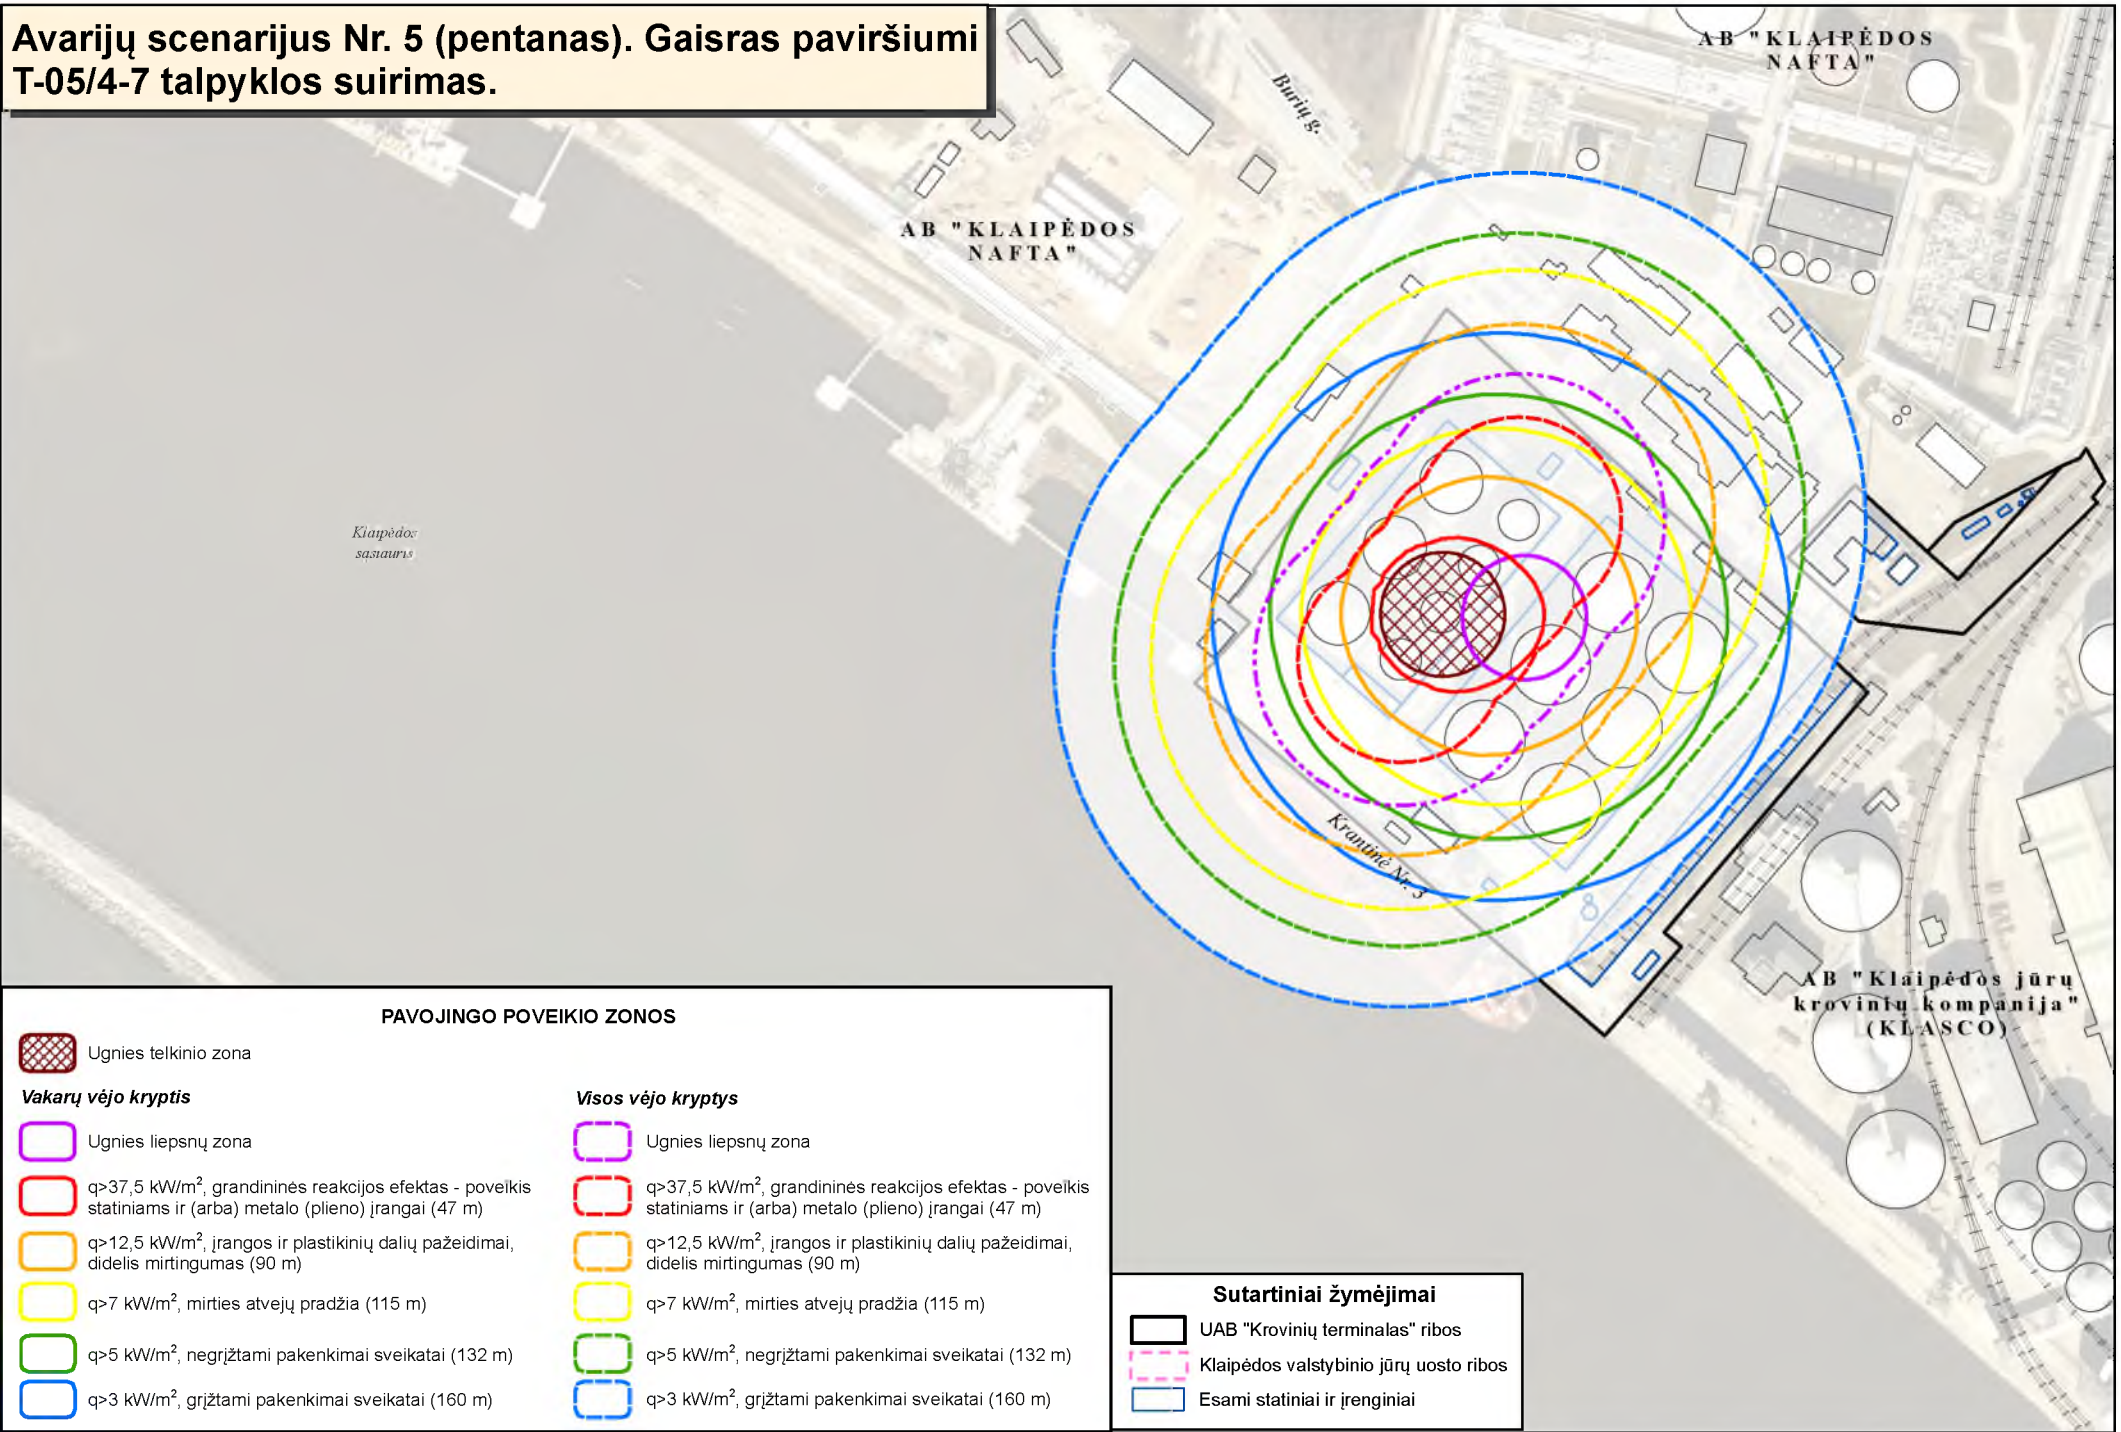 Avarijų scenarijus Nr. 5 (pentanas). Gaisras paviršiumi
T-05/4-7 talpyklos suirimas.
AB "KLAIPĖDOS
NAFTA"
Burių g.
AB "KLAIPĖDOS
NAFTA"
Klaipėdos
sąsiauris
Krantinė Nr. 3
AB "Klaipėdos jūrų
krovinių kompanija"
(KLASCO)
PAVOJINGO POVEIKIO ZONOS
Ugnies telkinio zona
Vakarų vėjo kryptis
Ugnies liepsnų zona
q>37,5 kW/m², grandininės reakcijos efektas - poveikis
statiniams ir (arba) metalo (plieno) įrangai (47 m)
q>12,5 kW/m², įrangos ir plastikinių dalių pažeidimai,
didelis mirtingumas (90 m)
q>7 kW/m², mirties atvejų pradžia (115 m)
q>5 kW/m², negrįžtami pakenkimai sveikatai (132 m)
q>3 kW/m², grįžtami pakenkimai sveikatai (160 m)
Visos vėjo kryptys
Ugnies liepsnų zona
q>37,5 kW/m², grandininės reakcijos efektas - poveikis
statiniams ir (arba) metalo (plieno) įrangai (47 m)
q>12,5 kW/m², įrangos ir plastikinių dalių pažeidimai,
didelis mirtingumas (90 m)
q>7 kW/m², mirties atvejų pradžia (115 m)
q>5 kW/m², negrįžtami pakenkimai sveikatai (132 m)
q>3 kW/m², grįžtami pakenkimai sveikatai (160 m)
Sutartiniai žymėjimai
UAB "Krovinių terminalas" ribos
Klaipėdos valstybinio jūrų uosto ribos
Esami statiniai ir įrenginiai